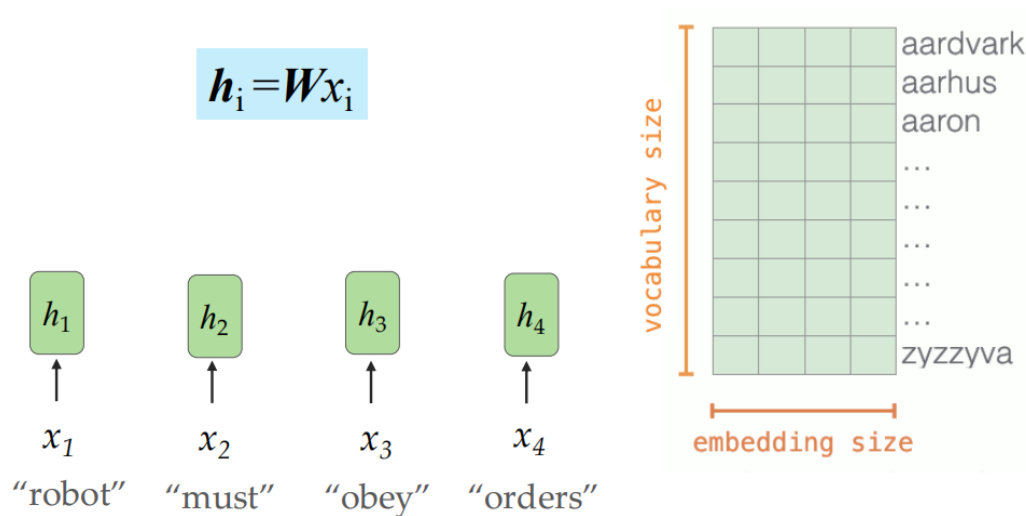 hᵢ=Wxᵢ
h₁
h₂
h₃
h₄
x₁
x₂
x₃
x₄
“robot”
“must”
“obey”
“orders”
vocabulary size
aardvark
aarhus
aaron
...
...
...
...
...
zyzzyva
embedding size